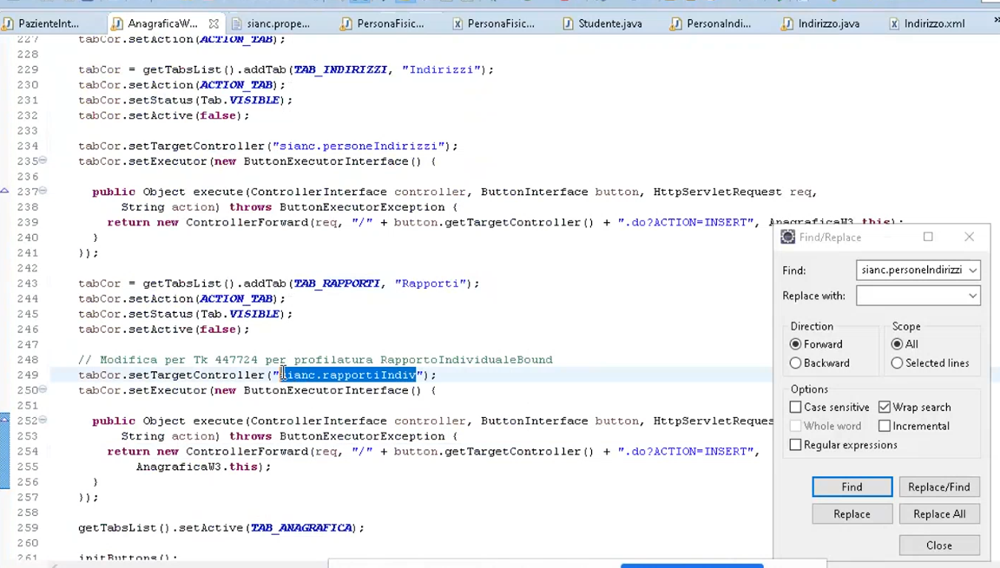 PazienteInt... AnagraficaW... sianc.prope... PersonaFisic... PersonaFisic... Studente.java PersonaIndi... Indirizzo.java Indirizzo.xml
227 tabCor.setAction(ACTION_TAB);
228
229 tabCor = getTabsList().addTab(TAB_INDIRIZZI, "Indirizzi");
230 tabCor.setAction(ACTION_TAB);
231 tabCor.setStatus(Tab.VISIBLE);
232 tabCor.setActive(false);
233
234 tabCor.setTargetController("sianc.personeIndirizzi");
235 tabCor.setExecutor(new ButtonExecutorInterface() {
236
237 public Object execute(ControllerInterface controller, ButtonInterface button, HttpServletRequest req,
238 String action) throws ButtonExecutorException {
239 return new ControllerForward(req, "/" + button.getTargetController() + ".do?ACTION=INSERT", AnagraficaW3.this);
240 }
241 });
242
243 tabCor = getTabsList().addTab(TAB_RAPPORTI, "Rapporti");
244 tabCor.setAction(ACTION_TAB);
245 tabCor.setStatus(Tab.VISIBLE);
246 tabCor.setActive(false);
247
248 // Modifica per Tk 447724 per profilatura RapportoIndividualeBound
249 tabCor.setTargetController("sianc.rapportiIndiv");
250 tabCor.setExecutor(new ButtonExecutorInterface() {
251
252 public Object execute(ControllerInterface controller, ButtonInterface button, HttpServletReques
253 String action) throws ButtonExecutorException {
254 return new ControllerForward(req, "/" + button.getTargetController() + ".do?ACTION=INSERT",
255 AnagraficaW3.this);
256 }
257 });
258
259 getTabsList().setActive(TAB_ANAGRAFICA);
260
261 initButtons();
Find/Replace
Find: sianc.personeIndirizzi
Replace with:
Direction Scope
Forward All
Backward Selected lines
Options
Case sensitive Wrap search
Whole word Incremental
Regular expressions
Find Replace/Find
Replace Replace All
Close